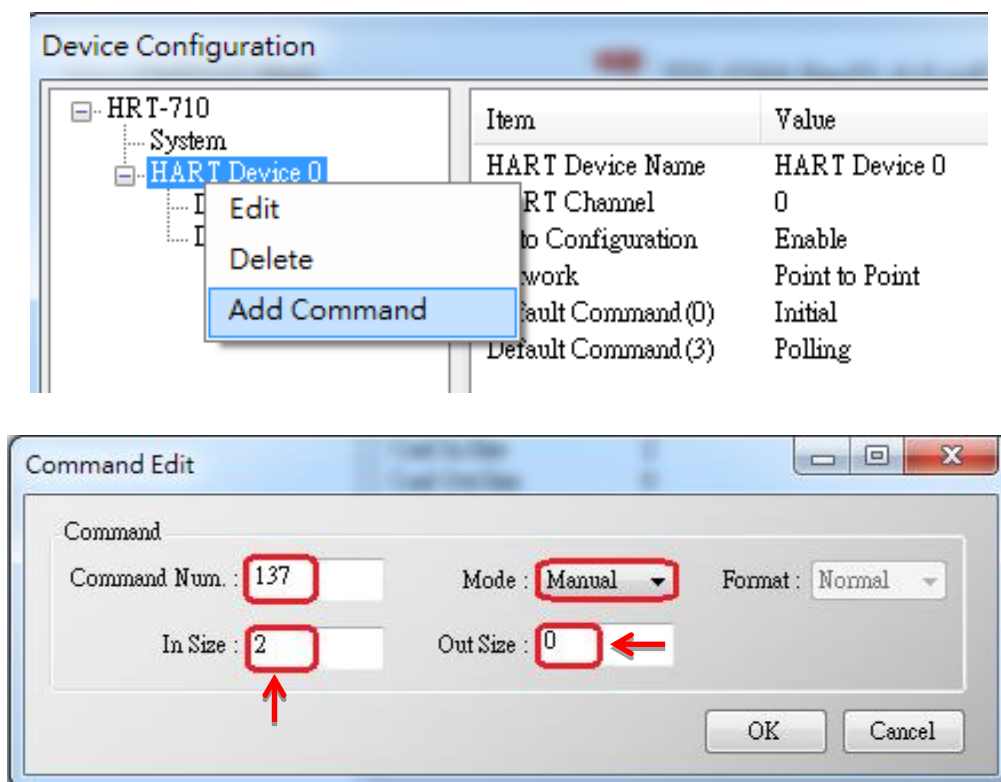 Device Configuration
HRT-710
System
HART Device 0
Edit
Delete
Add Command
Item Value
HART Device Name HART Device 0
RT Channel 0
to Configuration Enable
work Point to Point
ault Command(0) Initial
Default Command(3) Polling
Command Edit
Command
Command Num. : 137 Mode : Manual Format : Normal
In Size : 2 Out Size : 0
OK Cancel